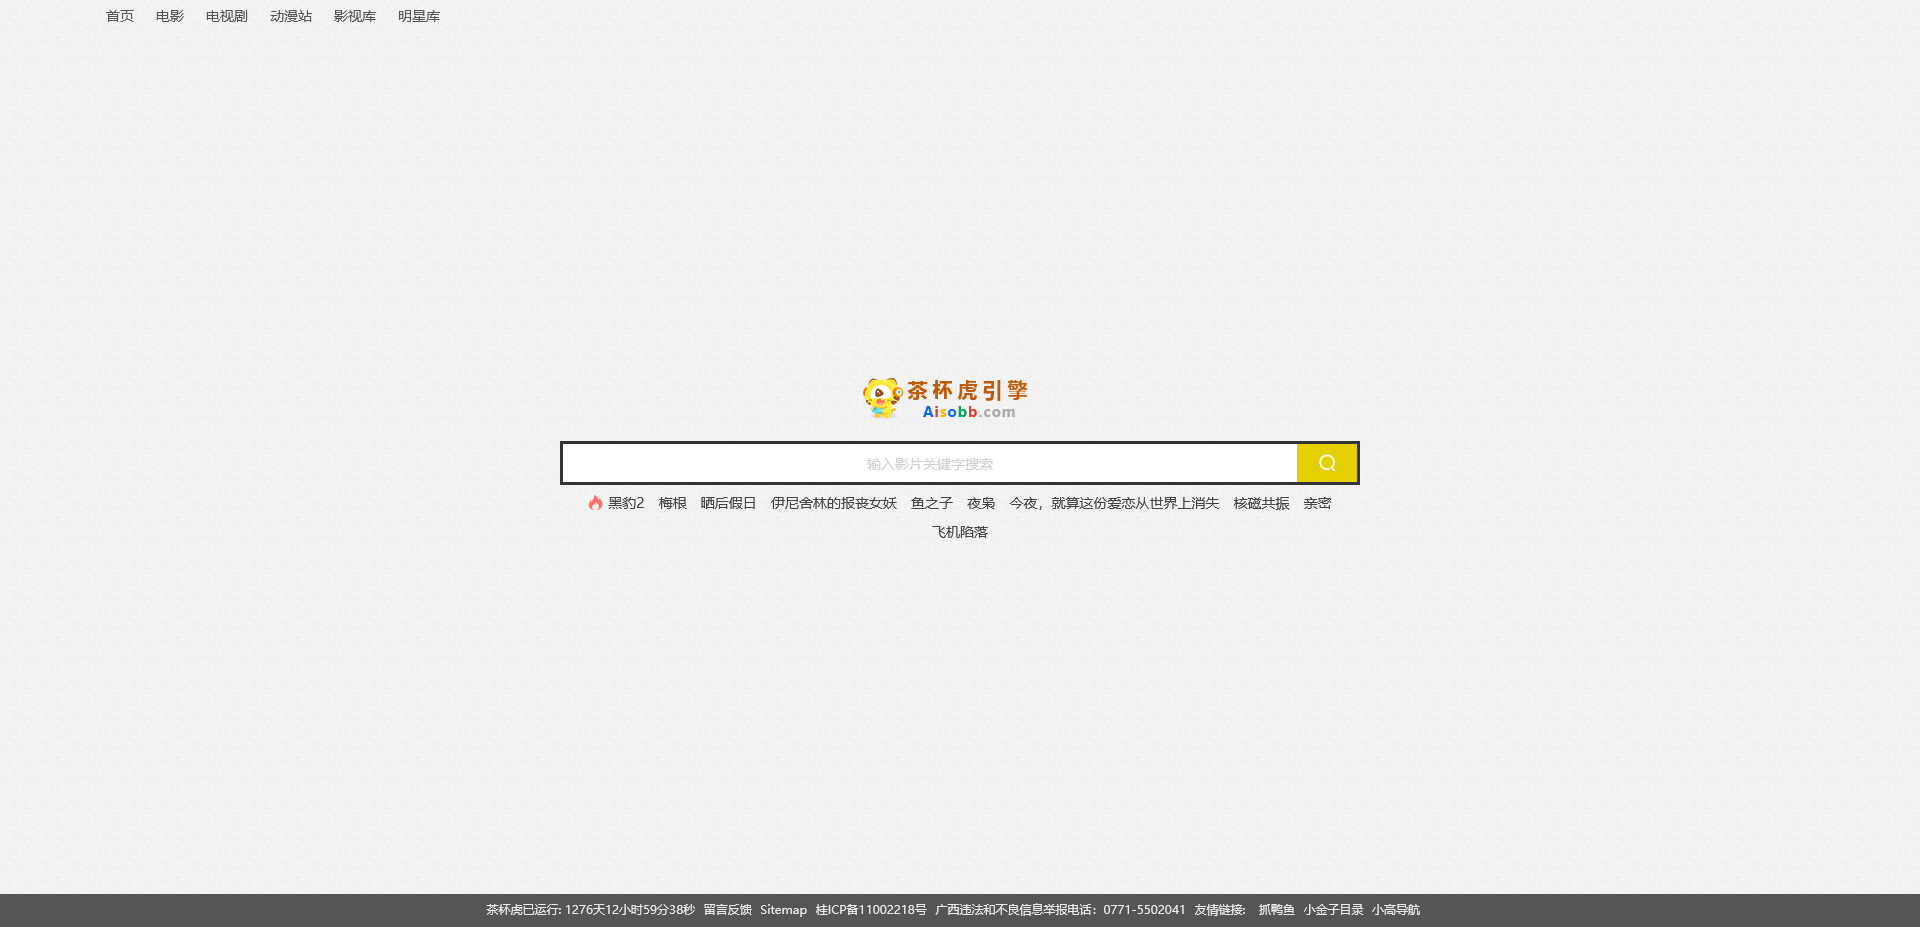 首页 电影 电视剧 动漫站 影视库 明星库
茶杯虎引擎
Aisobb.com
输入影片关键字搜索
黑豹2 梅根 晒后假日 伊尼舍林的报丧女妖 鱼之子 夜枭 今夜，就算这份爱恋从世界上消失 核磁共振 亲密
飞机陷落
茶杯虎已运行: 1276天12小时59分38秒 留言反馈 Sitemap 桂ICP备11002218号 广西违法和不良信息举报电话：0771-5502041 友情链接: 抓鸭鱼 小金子目录 小高导航